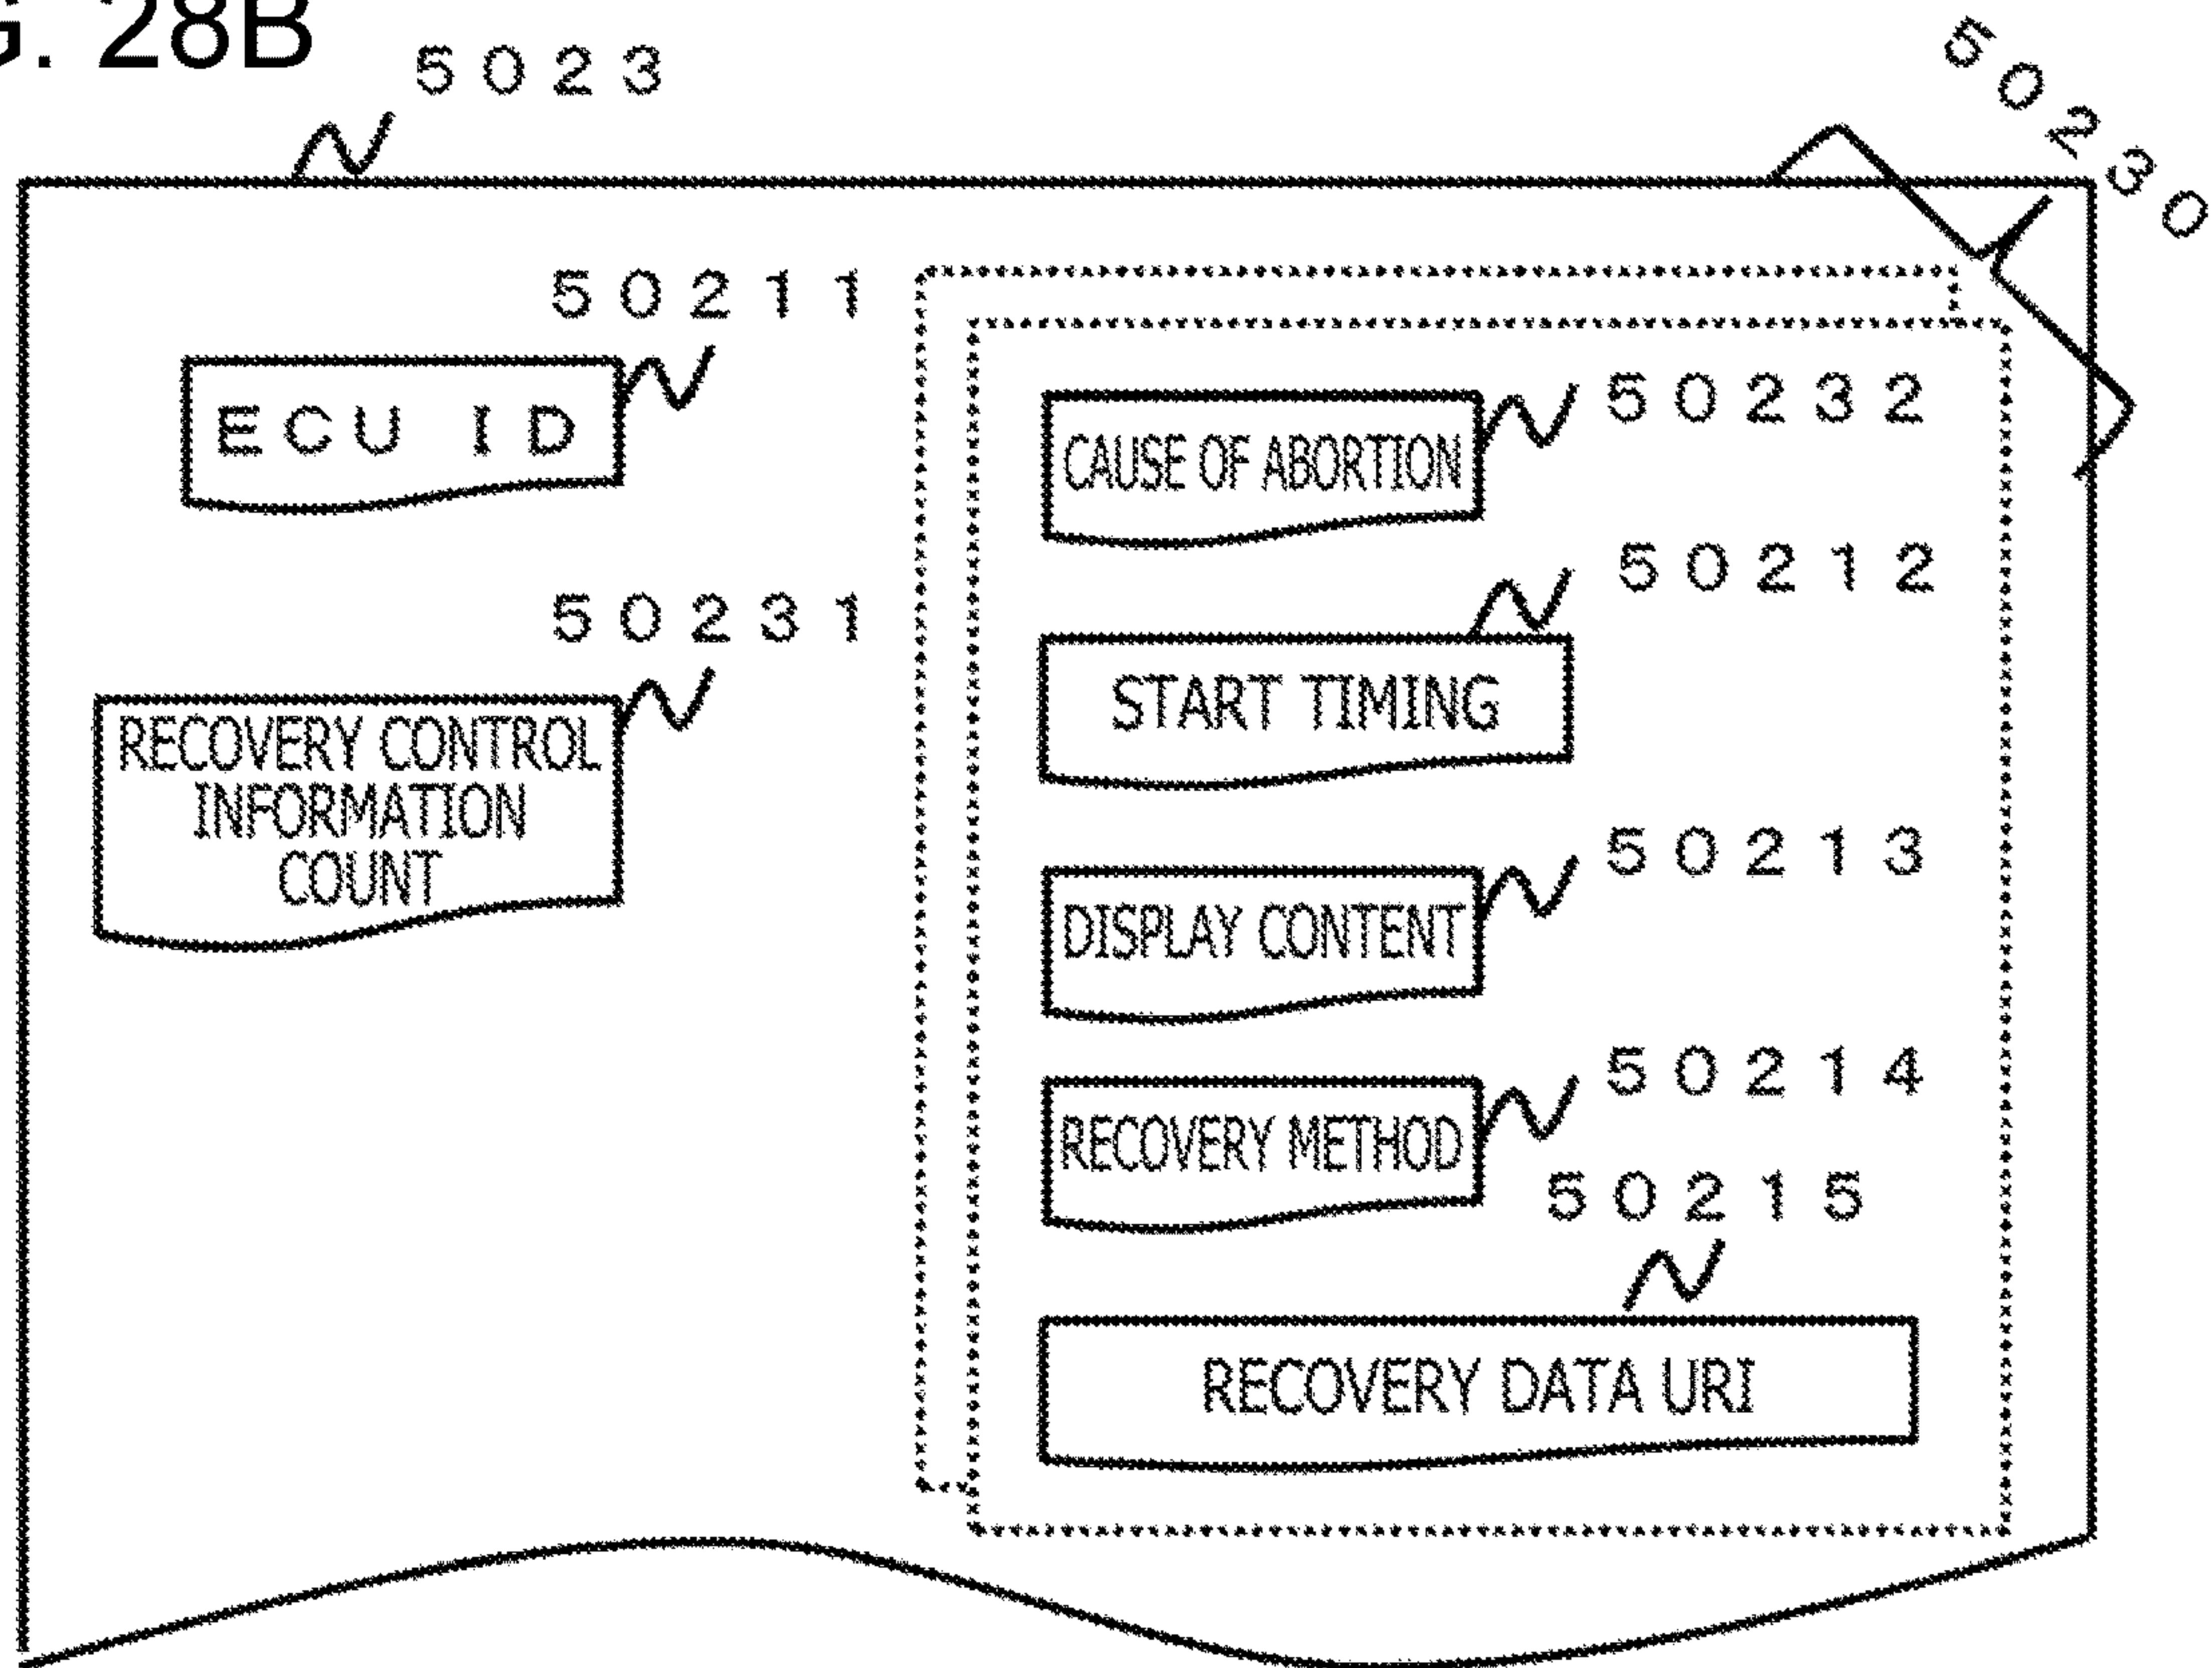 G. 28B
5023
50230
50211
ECU ID
50231
RECOVERY CONTROL
INFORMATION
COUNT
50232
CAUSE OF ABORTION
50212
START TIMING
50213
DISPLAY CONTENT
50214
RECOVERY METHOD
50215
RECOVERY DATA URI